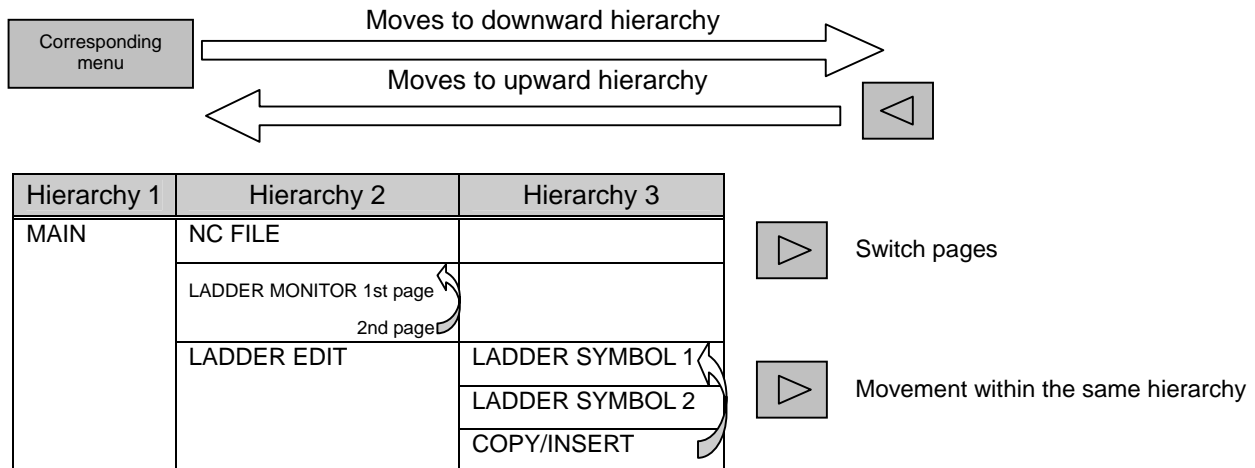 Moves to downward hierarchy
Corresponding
menu
Moves to upward hierarchy
Hierarchy 1 Hierarchy 2 Hierarchy 3
MAIN NC FILE
Switch pages
LADDER MONITOR 1st page
2nd page
LADDER EDIT LADDER SYMBOL 1
Movement within the same hierarchy
LADDER SYMBOL 2
COPY/INSERT